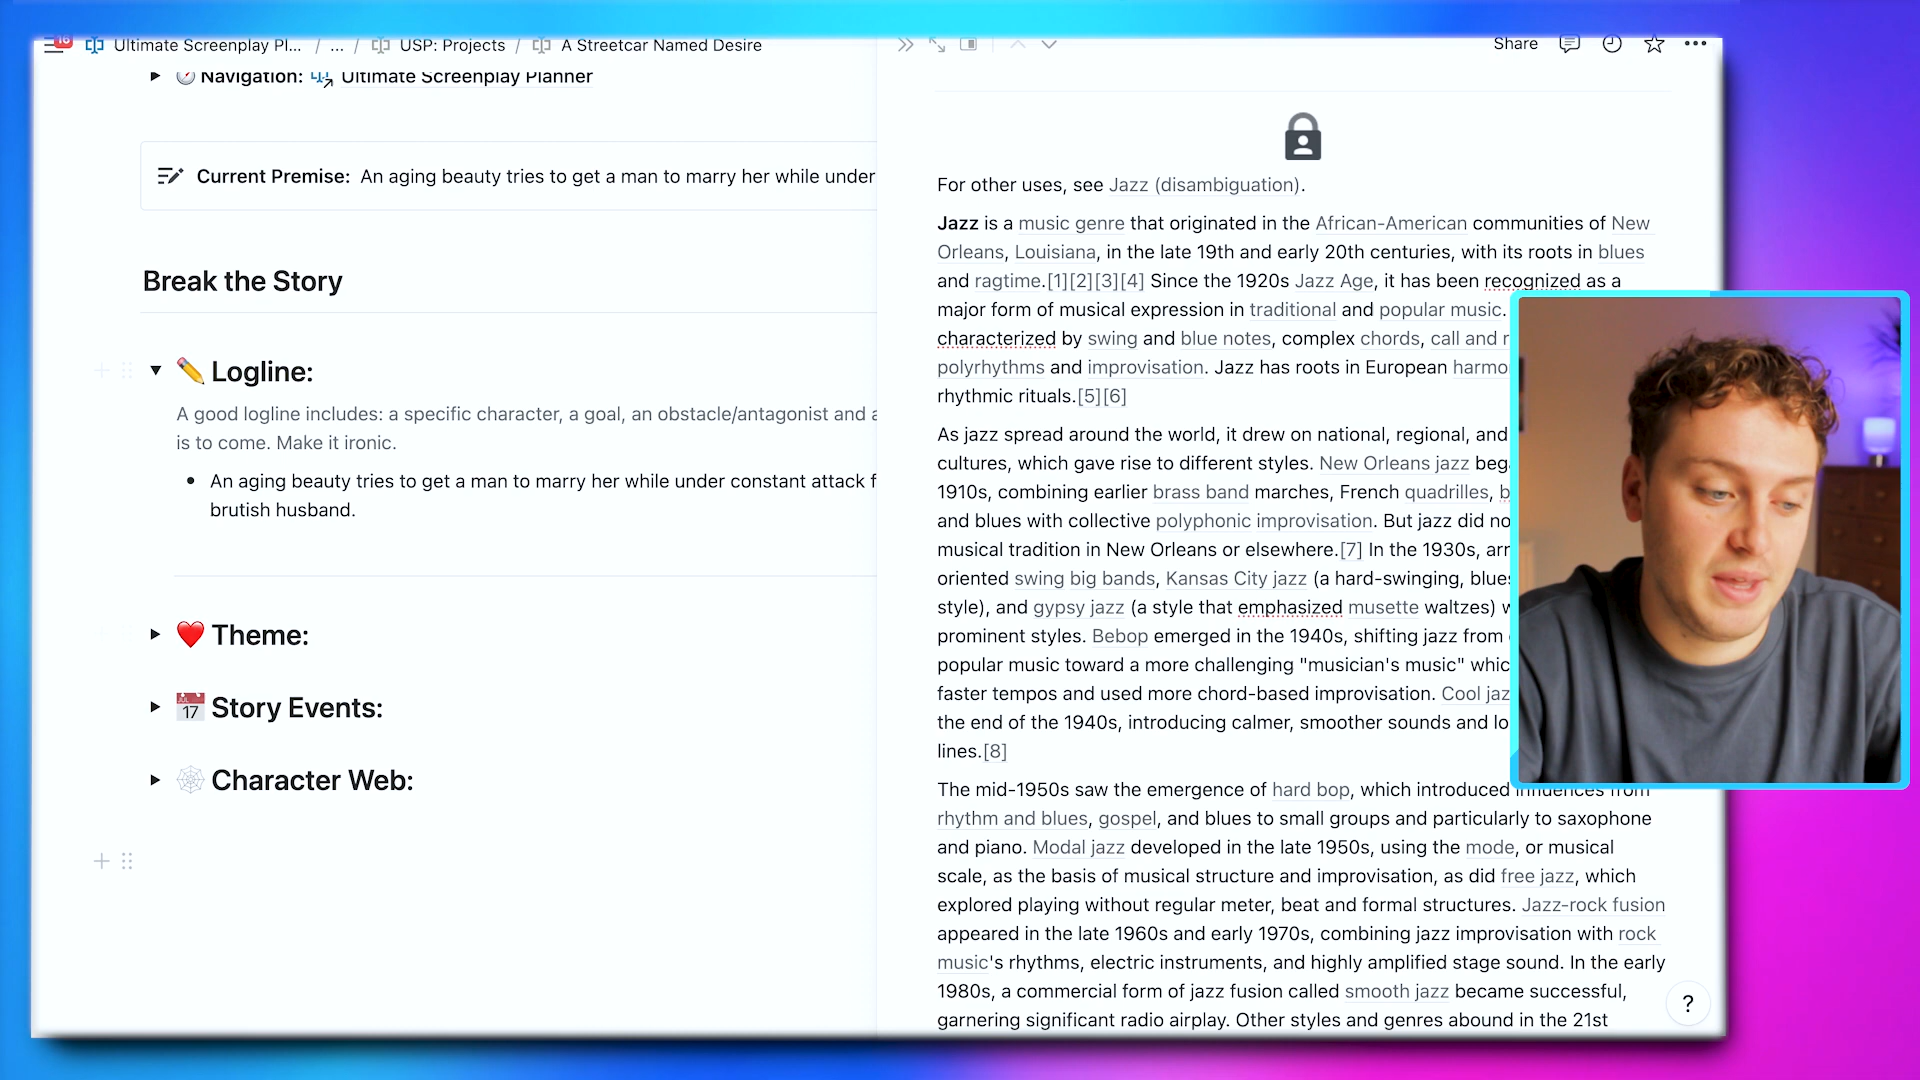 16
Ultimate Screenplay Pl... / ... / USP: Projects / A Streetcar Named Desire
Share
Navigation: Ultimate Screenplay Planner
Current Premise: An aging beauty tries to get a man to marry her while under
Break the Story
Logline:
A good logline includes: a specific character, a goal, an obstacle/antagonist and a
is to come. Make it ironic.
An aging beauty tries to get a man to marry her while under constant attack f
brutish husband.
Theme:
JUL
17
Story Events:
Character Web:
For other uses, see Jazz (disambiguation).
Jazz is a music genre that originated in the African-American communities of New
Orleans, Louisiana, in the late 19th and early 20th centuries, with its roots in blues
and ragtime.[1][2][3][4] Since the 1920s Jazz Age, it has been recognized as a
major form of musical expression in traditional and popular music.
characterized by swing and blue notes, complex chords, call and r
polyrhythms and improvisation. Jazz has roots in European harmo
rhythmic rituals.[5][6]
As jazz spread around the world, it drew on national, regional, and
cultures, which gave rise to different styles. New Orleans jazz beg
1910s, combining earlier brass band marches, French quadrilles, b
and blues with collective polyphonic improvisation. But jazz did no
musical tradition in New Orleans or elsewhere.[7] In the 1930s, arr
oriented swing big bands, Kansas City jazz (a hard-swinging, blues
style), and gypsy jazz (a style that emphasized musette waltzes) w
prominent styles. Bebop emerged in the 1940s, shifting jazz from
popular music toward a more challenging "musician's music" whic
faster tempos and used more chord-based improvisation. Cool jaz
the end of the 1940s, introducing calmer, smoother sounds and lo
lines.[8]
The mid-1950s saw the emergence of hard bop, which introduced influences from
rhythm and blues, gospel, and blues to small groups and particularly to saxophone
and piano. Modal jazz developed in the late 1950s, using the mode, or musical
scale, as the basis of musical structure and improvisation, as did free jazz, which
explored playing without regular meter, beat and formal structures. Jazz-rock fusion
appeared in the late 1960s and early 1970s, combining jazz improvisation with rock
music's rhythms, electric instruments, and highly amplified stage sound. In the early
1980s, a commercial form of jazz fusion called smooth jazz became successful,
garnering significant radio airplay. Other styles and genres abound in the 21st
?